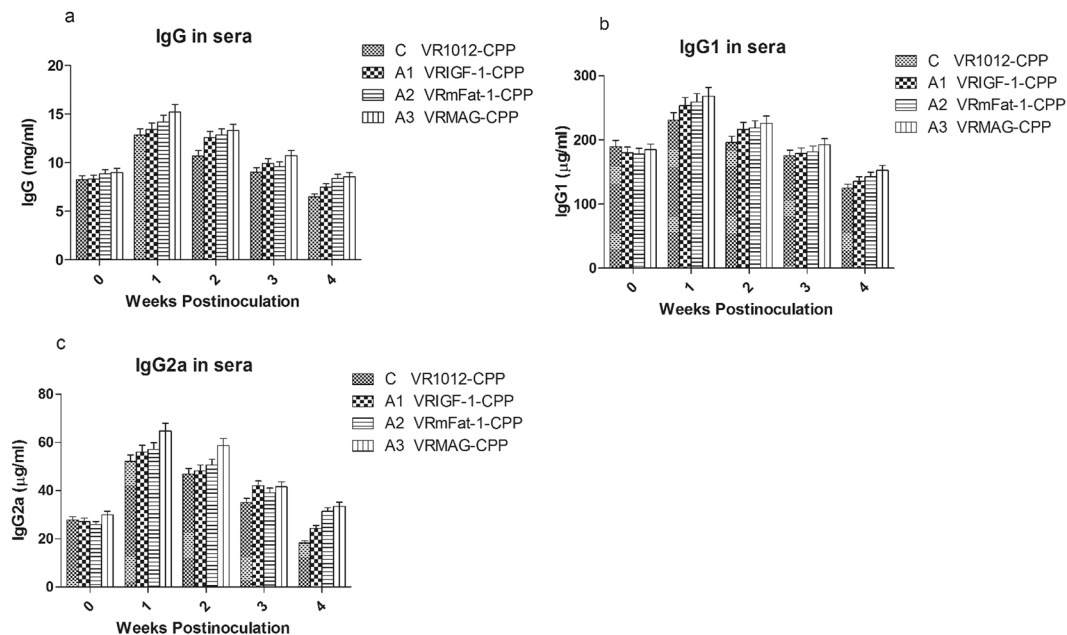 a
IgG in sera
C VR1012-CPP
A1 VRIGF-1-CPP
A2 VRmFat-1-CPP
A3 VRMAG-CPP
IgG (mg/ml)
20
15
10
5
0
0 1 2 3 4
Weeks Postinoculation
b
IgG1 in sera
C VR1012-CPP
A1 VRIGF-1-CPP
A2 VRmFat-1-CPP
A3 VRMAG-CPP
IgG1 (μg/ml)
300
200
100
0
0 1 2 3 4
Weeks Postinoculation
c
IgG2a in sera
C VR1012-CPP
A1 VRIGF-1-CPP
A2 VRmFat-1-CPP
A3 VRMAG-CPP
IgG2a (μg/ml)
80
60
40
20
0
0 1 2 3 4
Weeks Postinoculation